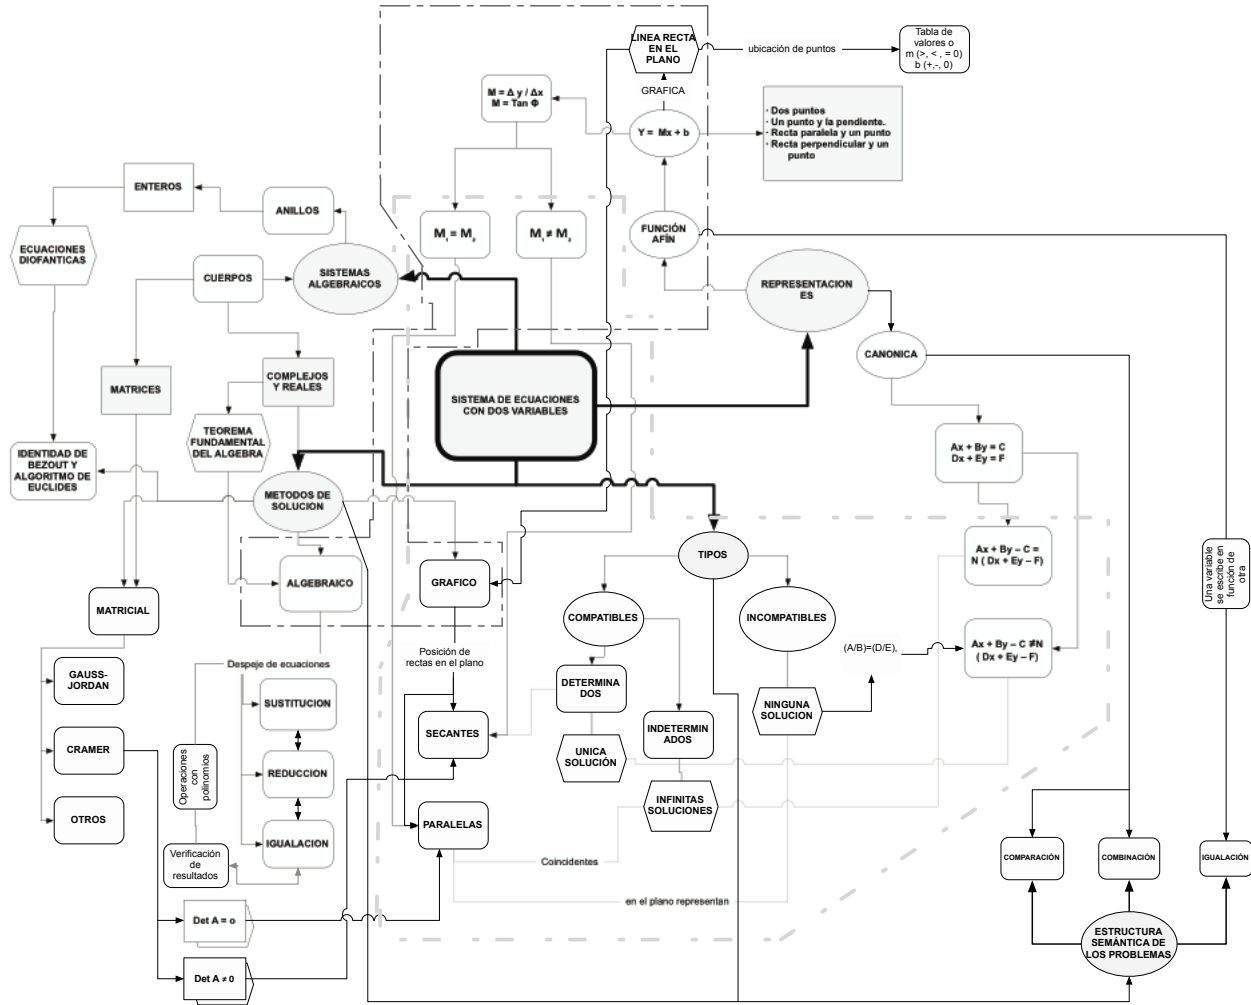 LINEA RECTA
EN EL
PLANO
ubicación de puntos
Tabla de
valores o
m (>, < , = 0)
b (+,-, 0)
GRAFICA
M = Δ y / Δx
M = Tan Φ
Y = Mx + b
· Dos puntos
· Un punto y la pendiente.
· Recta paralela y un punto
· Recta perpendicular y un
punto
ENTEROS
ANILLOS
M₁ = M₂
M₁ ≠ M₂
FUNCIÓN
AFÍN
ECUACIONES
DIOFANTICAS
CUERPOS
SISTEMAS
ALGEBRAICOS
REPRESENTACION
ES
CANONICA
MATRICES
COMPLEJOS
Y REALES
SISTEMA DE ECUACIONES
CON DOS VARIABLES
TEOREMA
FUNDAMENTAL
DEL ALGEBRA
Ax + By = C
Dx + Ey = F
IDENTIDAD DE
BEZOUT Y
ALGORITMO DE
EUCLIDES
METODOS DE
SOLUCION
TIPOS
Ax + By – C =
N ( Dx + Ey – F)
Una variable
se escribe en
función de
otra
ALGEBRAICO
GRAFICO
MATRICIAL
COMPATIBLES
INCOMPATIBLES
(A/B)=(D/E),
Ax + By – C ≠N
( Dx + Ey – F)
Despeje de ecuaciones
Posición de
rectas en el plano
GAUSS-
JORDAN
SUSTITUCION
DETERMINA
DOS
NINGUNA
SOLUCION
CRAMER
SECANTES
INDETERMIN
ADOS
UNICA
SOLUCIÓN
Operaciones
con
polinomios
REDUCCION
INFINITAS
SOLUCIONES
OTROS
IGUALACION
PARALELAS
Verificación
de
resultados
Coincidentes
COMPARACIÓN
COMBINACIÓN
IGUALACIÓN
en el plano representan
Det A = o
ESTRUCTURA
SEMÁNTICA DE
LOS PROBLEMAS
Det A ≠ 0